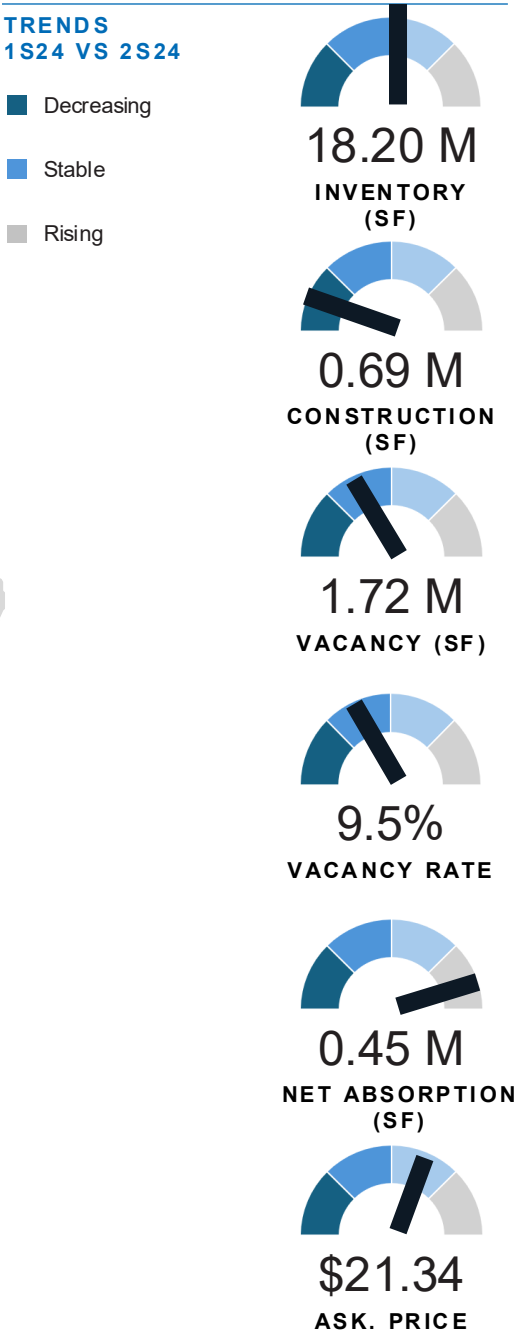 TRENDS
1S24 VS 2S24
Decreasing
Stable
Rising
18.20 M
INVENTORY
(SF)
0.69 M
CONSTRUCTION
(SF)
1.72 M
VACANCY (SF)
9.5%
VACANCY RATE
0.45 M
NET ABSORPTION
(SF)
$21.34
ASK. PRICE